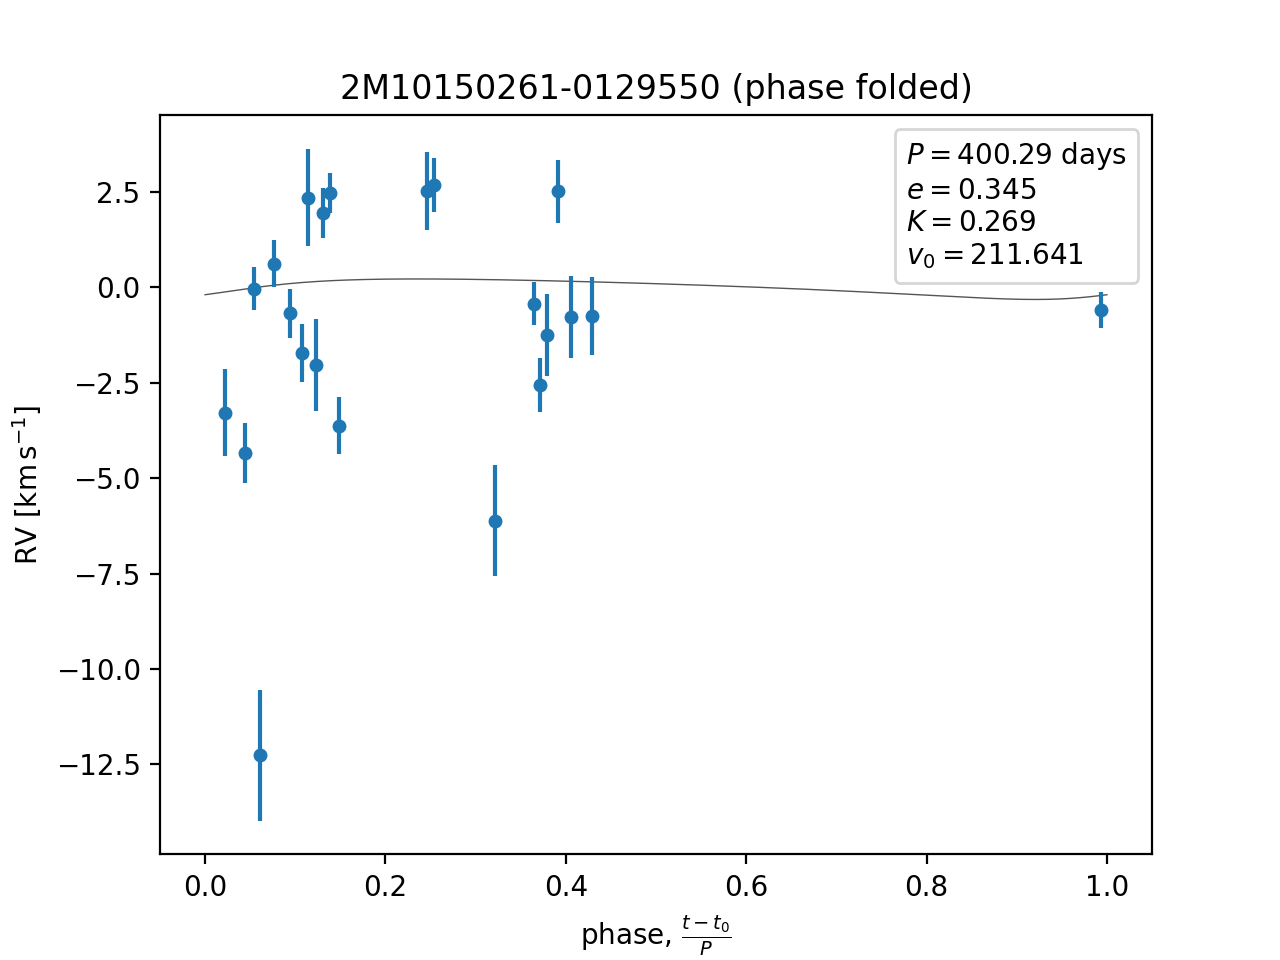 2M10150261-0129550 (phase folded)
P = 400.29 days
e = 0.345
K = 0.269
v₀ = 211.641
RV [km s⁻¹]
2.5
0.0
−2.5
−5.0
−7.5
−10.0
−12.5
0.0 0.2 0.4 0.6 0.8 1.0
phase, (t − t₀)/P